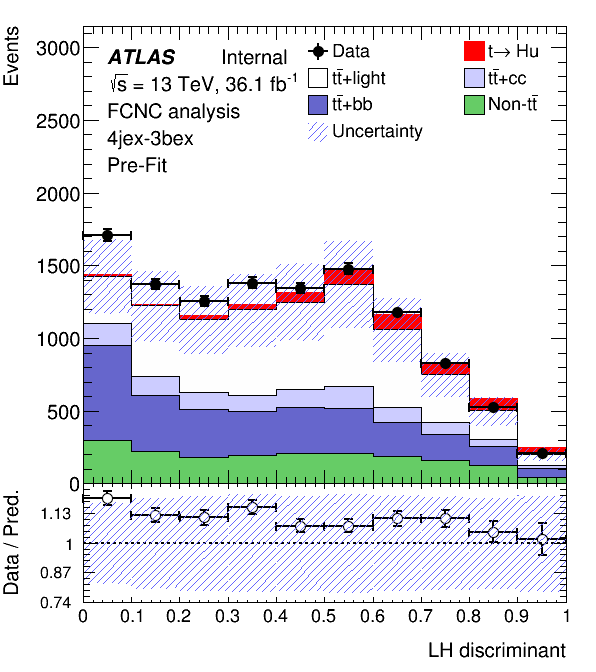 Events
3000
2500
2000
1500
1000
500
0
ATLAS Internal
√s = 13 TeV, 36.1 fb⁻¹
FCNC analysis
4jex-3bex
Pre-Fit
Data
t→ Hu
tt̄+light
tt̄+cc
tt̄+bb
Non-tt̄
Uncertainty
Data / Pred.
1.13
1
0.87
0.74
0 0.1 0.2 0.3 0.4 0.5 0.6 0.7 0.8 0.9 1
LH discriminant